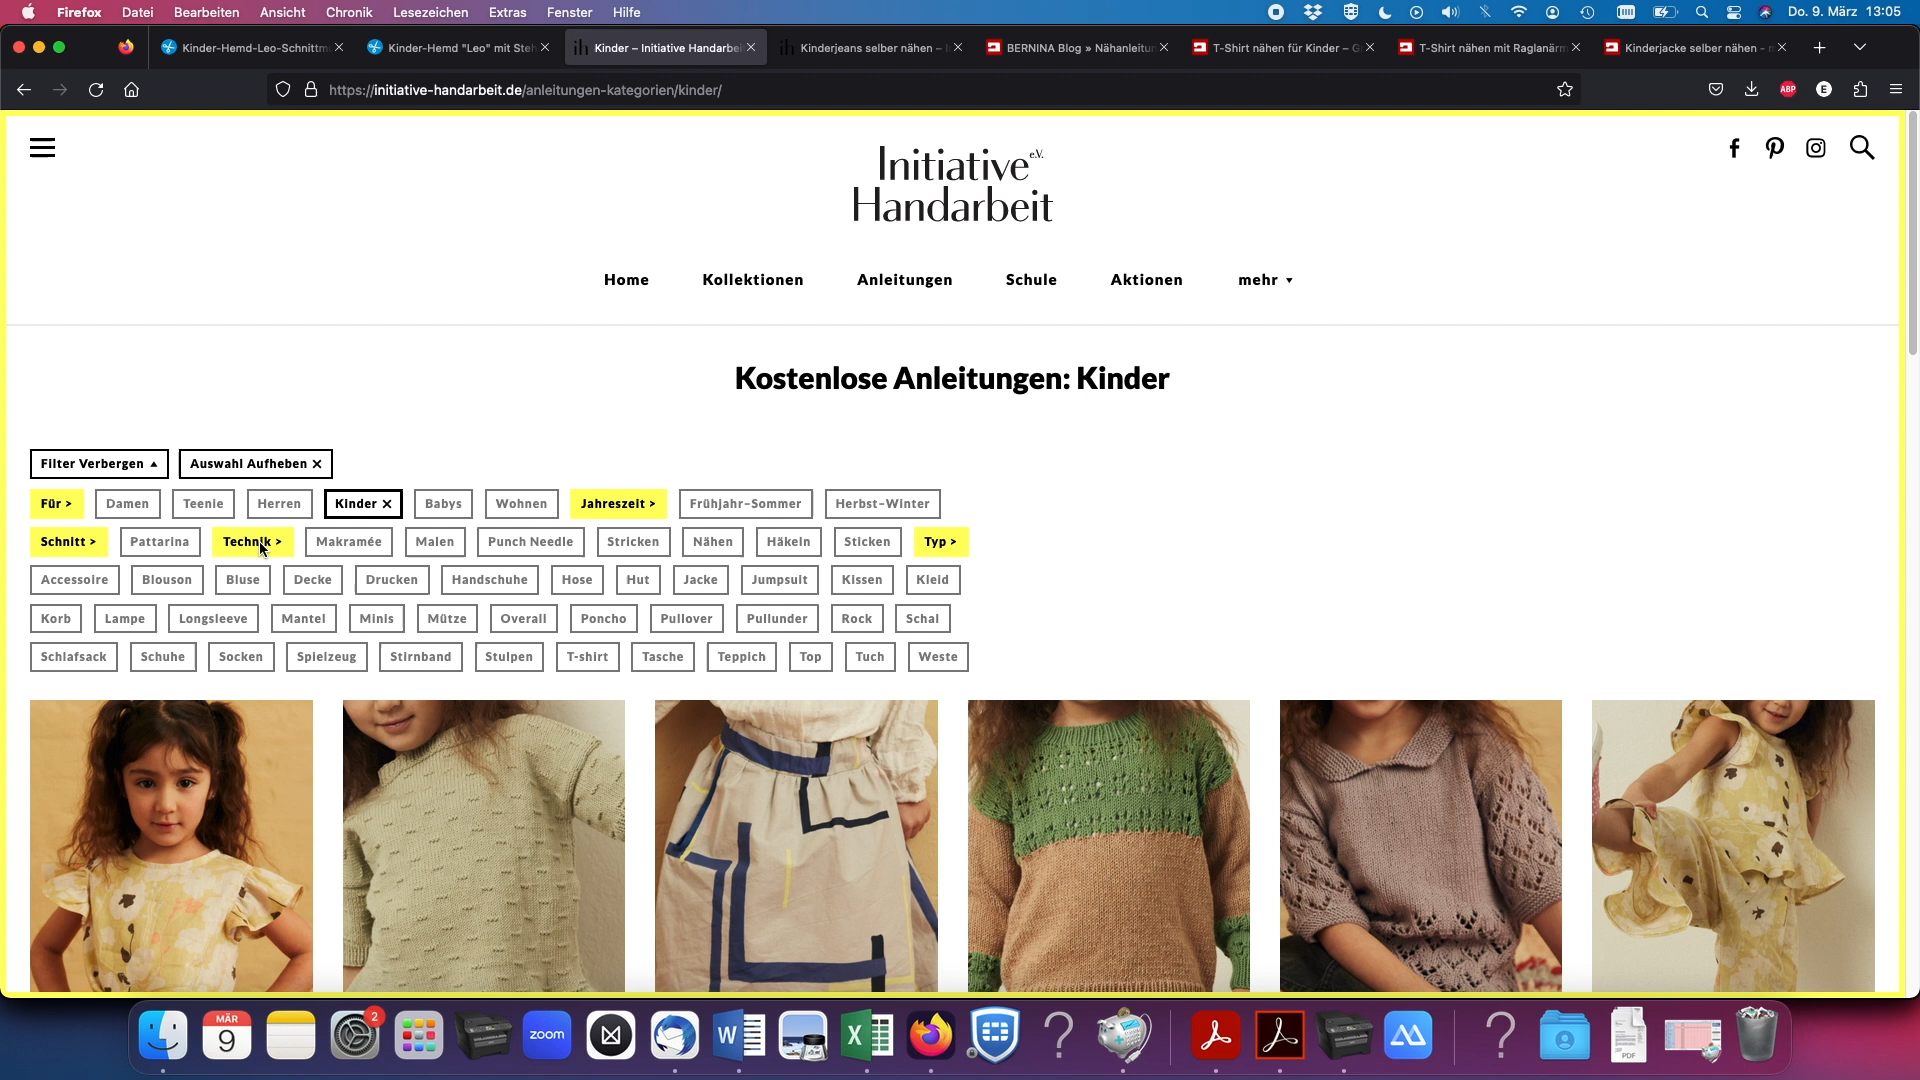 Firefox Datei Bearbeiten Ansicht Chronik Lesezeichen Extras Fenster Hilfe Do. 9. März 13:05
Kinder-Hemd-Leo-Schnittm Kinder-Hemd "Leo" mit Steh Kinder – Initiative Handarbei Kinderjeans selber nähen – I BERNINA Blog » Nähanleitun T-Shirt nähen für Kinder – G T-Shirt nähen mit Raglanärm Kinderjacke selber nähen –
https://initiative-handarbeit.de/anleitungen-kategorien/kinder/ ABP E
Initiative e.V.
Handarbeit
Home Kollektionen Anleitungen Schule Aktionen mehr
Kostenlose Anleitungen: Kinder
Filter Verbergen Auswahl Aufheben
Für > Damen Teenie Herren Kinder Babys Wohnen Jahreszeit > Frühjahr-Sommer Herbst-Winter
Schnitt > Pattarina Technik > Makramée Malen Punch Needle Stricken Nähen Häkeln Sticken Typ >
Accessoire Blouson Bluse Decke Drucken Handschuhe Hose Hut Jacke Jumpsuit Kissen Kleid
Korb Lampe Longsleeve Mantel Minis Mütze Overall Poncho Pullover Pullunder Rock Schal
Schlafsack Schuhe Socken Spielzeug Stirnband Stulpen T-shirt Tasche Teppich Top Tuch Weste
MÄR
9
2
zoom
W
X
?
?
PDF